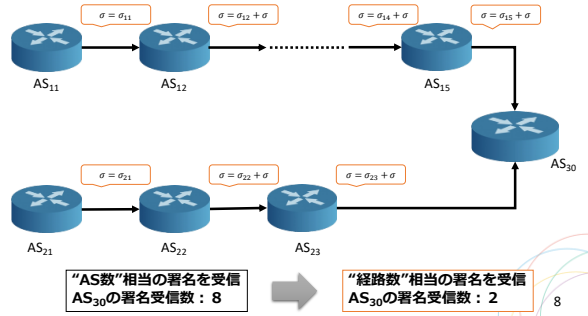 σ = σ₁₁
σ = σ₁₂ + σ
σ = σ₁₄ + σ
σ = σ₁₅ + σ
AS₁₁
AS₁₂
AS₁₅
AS₃₀
σ = σ₂₁
σ = σ₂₂ + σ
σ = σ₂₃ + σ
AS₂₁
AS₂₂
AS₂₃
“AS数”相当の署名を受信
AS₃₀の署名受信数：8
“経路数”相当の署名を受信
AS₃₀の署名受信数：2
8